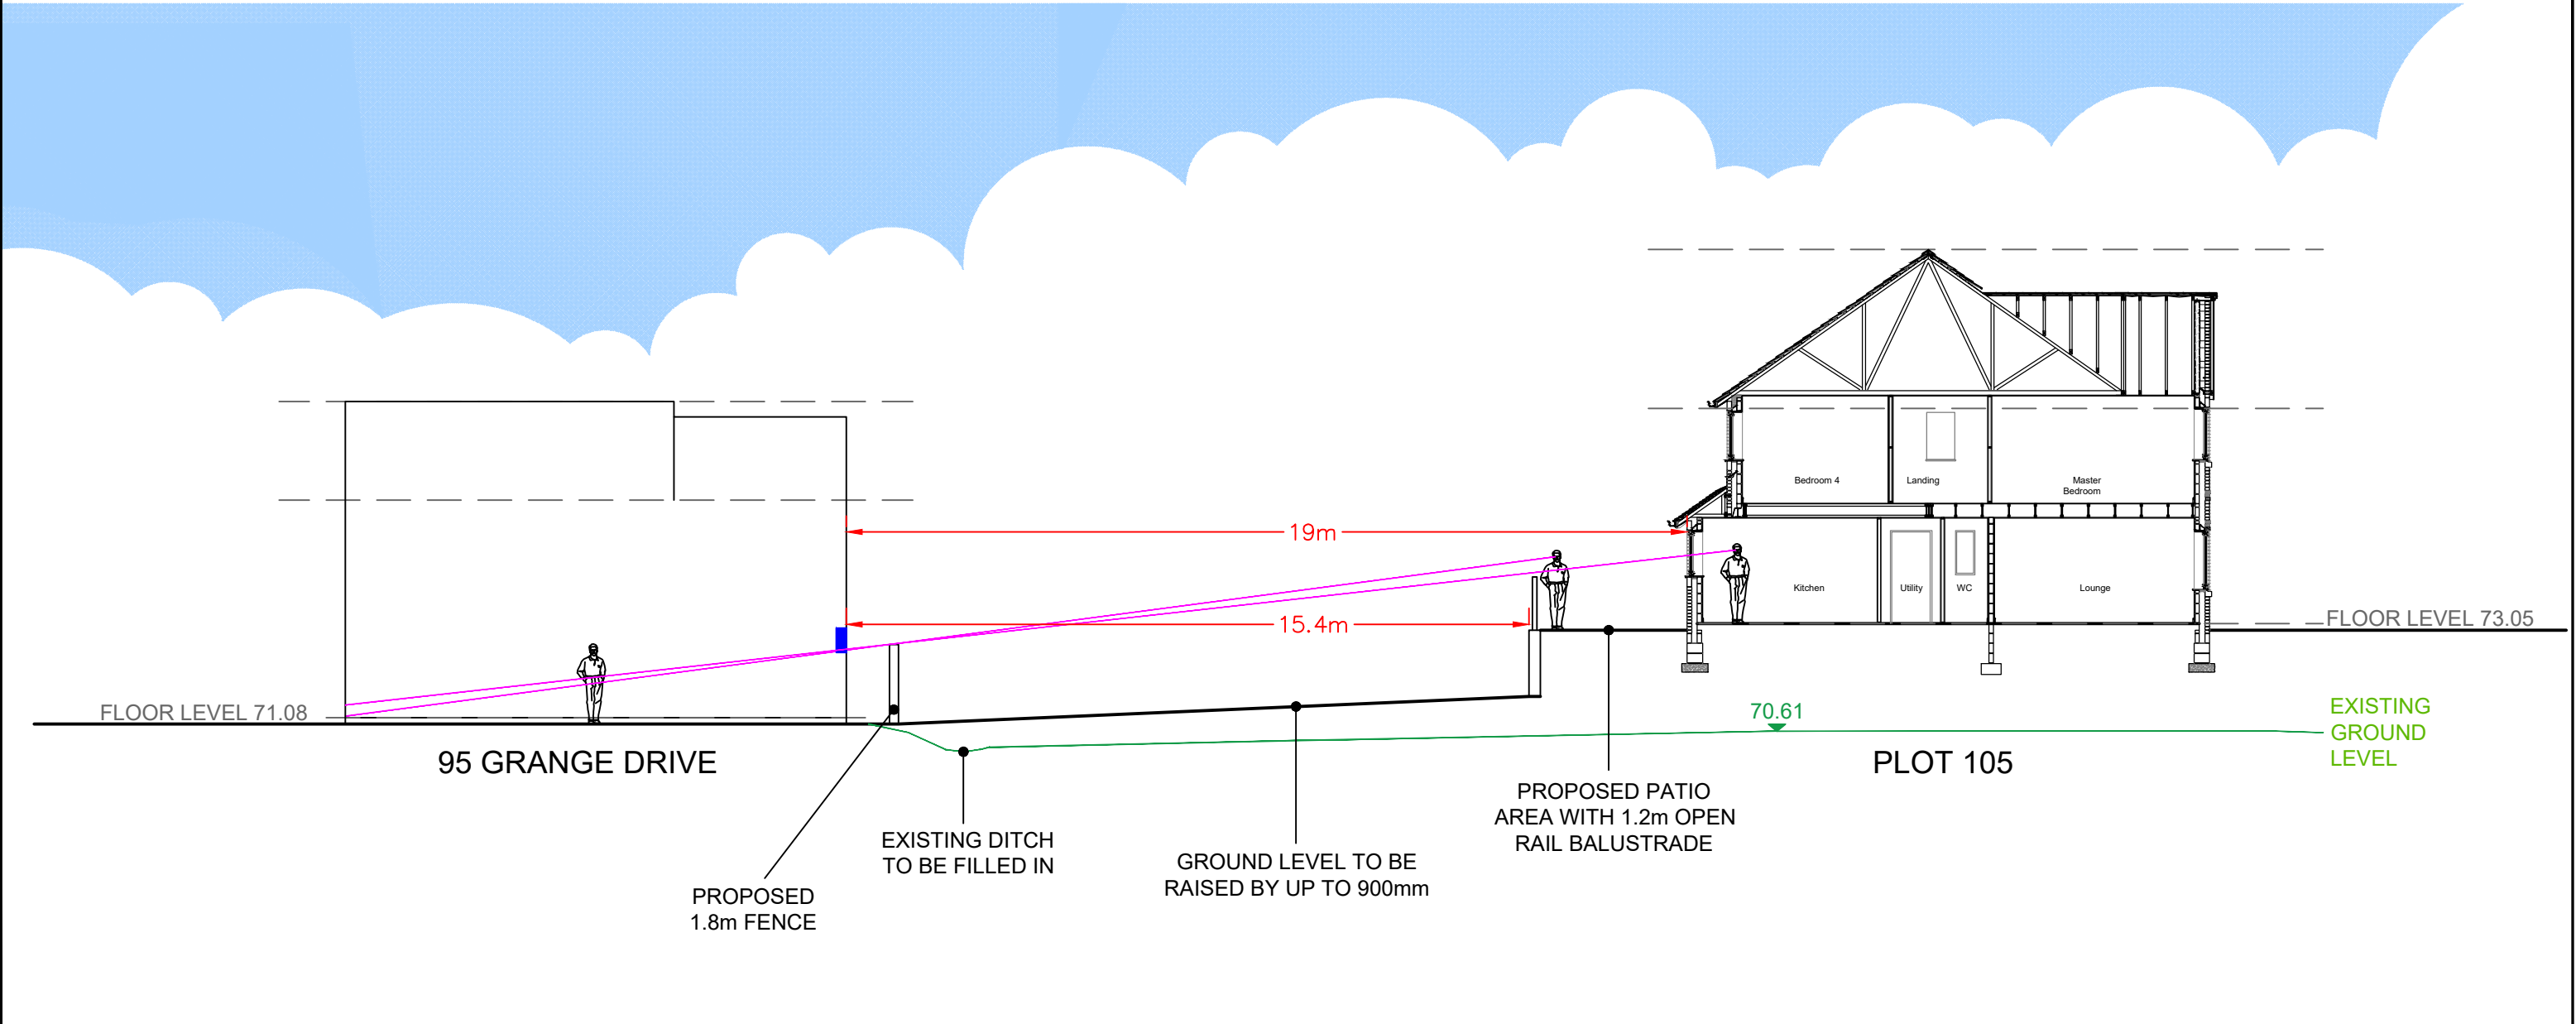 Bedroom 4
Landing
Master
Bedroom
19m
Kitchen
Utility
WC
Lounge
15.4m
FLOOR LEVEL 73.05
FLOOR LEVEL 71.08
70.61
EXISTING
GROUND
LEVEL
95 GRANGE DRIVE
PLOT 105
PROPOSED PATIO
AREA WITH 1.2m OPEN
RAIL BALUSTRADE
EXISTING DITCH
TO BE FILLED IN
GROUND LEVEL TO BE
RAISED BY UP TO 900mm
PROPOSED
1.8m FENCE